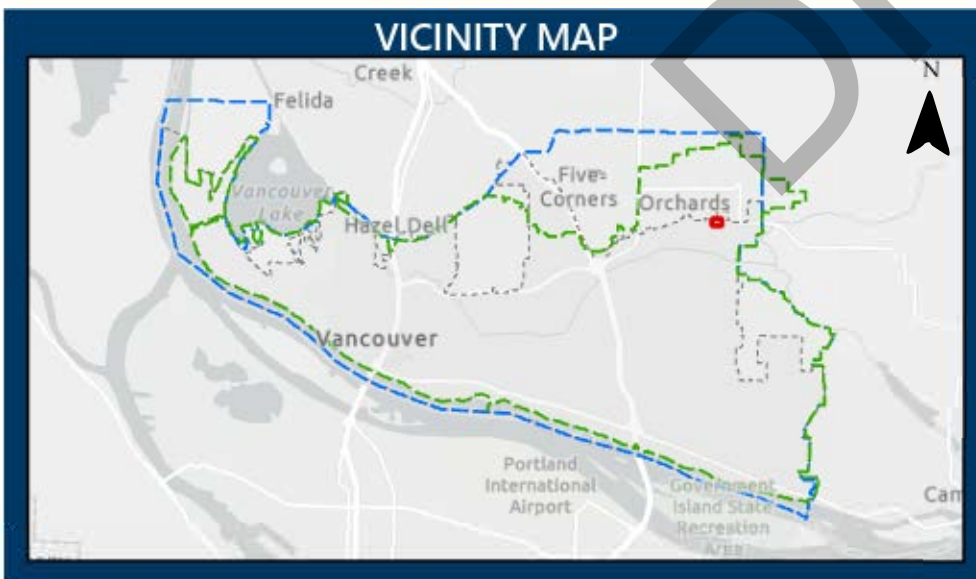 VICINITY MAP
Creek
N
Felida
Vancouver
Lake
Five
Corners
Orchards
Hazel Dell
Vancouver
Portland
International
Airport
Government
Island State
Recreation
Area
Cam